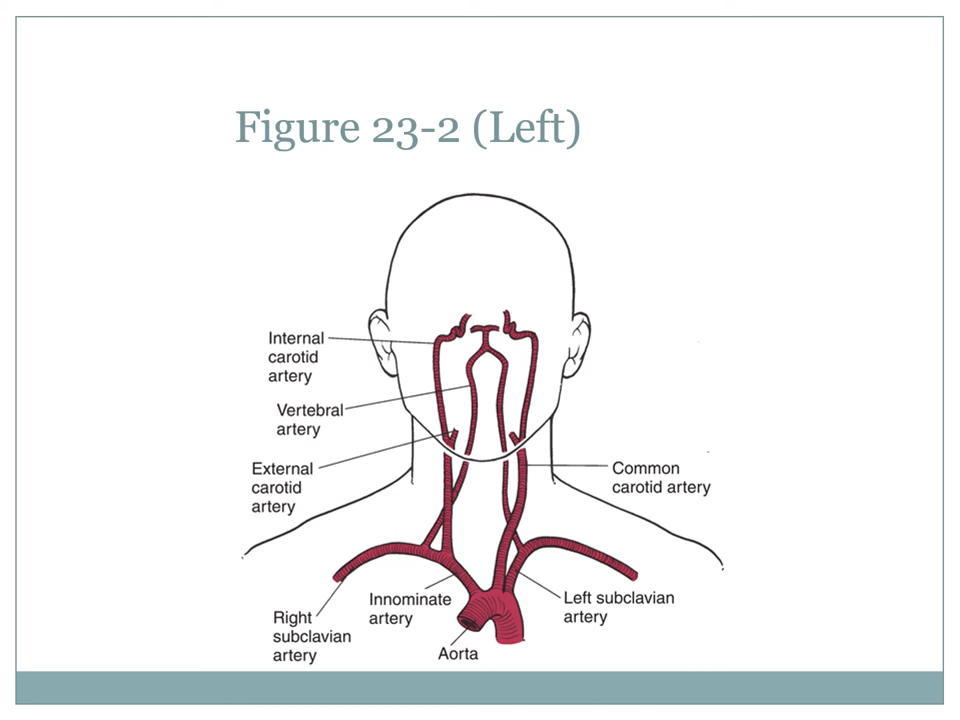 Figure 23-2 (Left)
Internal
carotid
artery
Vertebral
artery
External
carotid
artery
Common
carotid artery
Innominate
artery
Left subclavian
artery
Right
subclavian
artery
Aorta